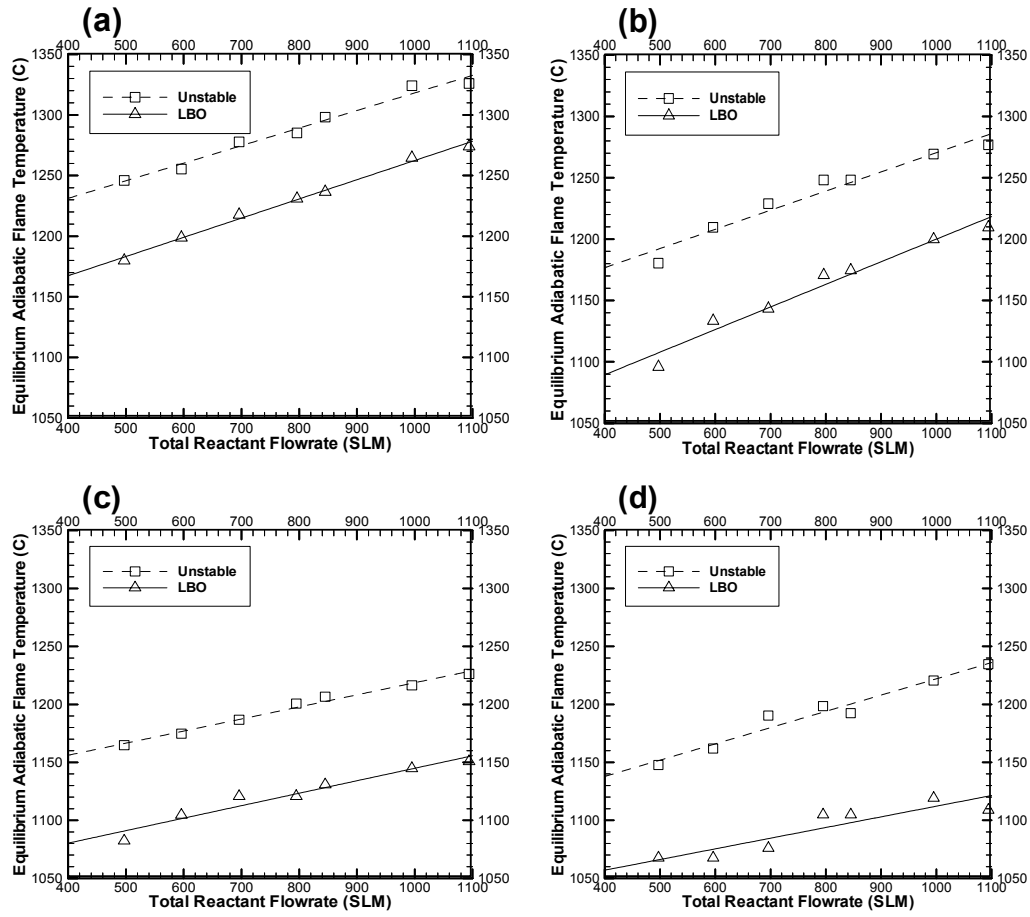 (a)
400 500 600 700 800 900 1000 1100
1350 1350
1300 1300
1250 1250
1200 1200
1150 1150
1100 1100
1050 1050
400 500 600 700 800 900 1000 1100
Unstable
LBO
Equilibrium Adiabatic Flame Temperature (C)
Total Reactant Flowrate (SLM)
(b)
400 500 600 700 800 900 1000 1100
1350 1350
1300 1300
1250 1250
1200 1200
1150 1150
1100 1100
1050 1050
400 500 600 700 800 900 1000 1100
Unstable
LBO
Equilibrium Adiabatic Flame Temperature (C)
Total Reactant Flowrate (SLM)
(c)
400 500 600 700 800 900 1000 1100
1350 1350
1300 1300
1250 1250
1200 1200
1150 1150
1100 1100
1050 1050
400 500 600 700 800 900 1000 1100
Unstable
LBO
Equilibrium Adiabatic Flame Temperature (C)
Total Reactant Flowrate (SLM)
(d)
400 500 600 700 800 900 1000 1100
1350 1350
1300 1300
1250 1250
1200 1200
1150 1150
1100 1100
1050 1050
400 500 600 700 800 900 1000 1100
Unstable
LBO
Equilibrium Adiabatic Flame Temperature (C)
Total Reactant Flowrate (SLM)